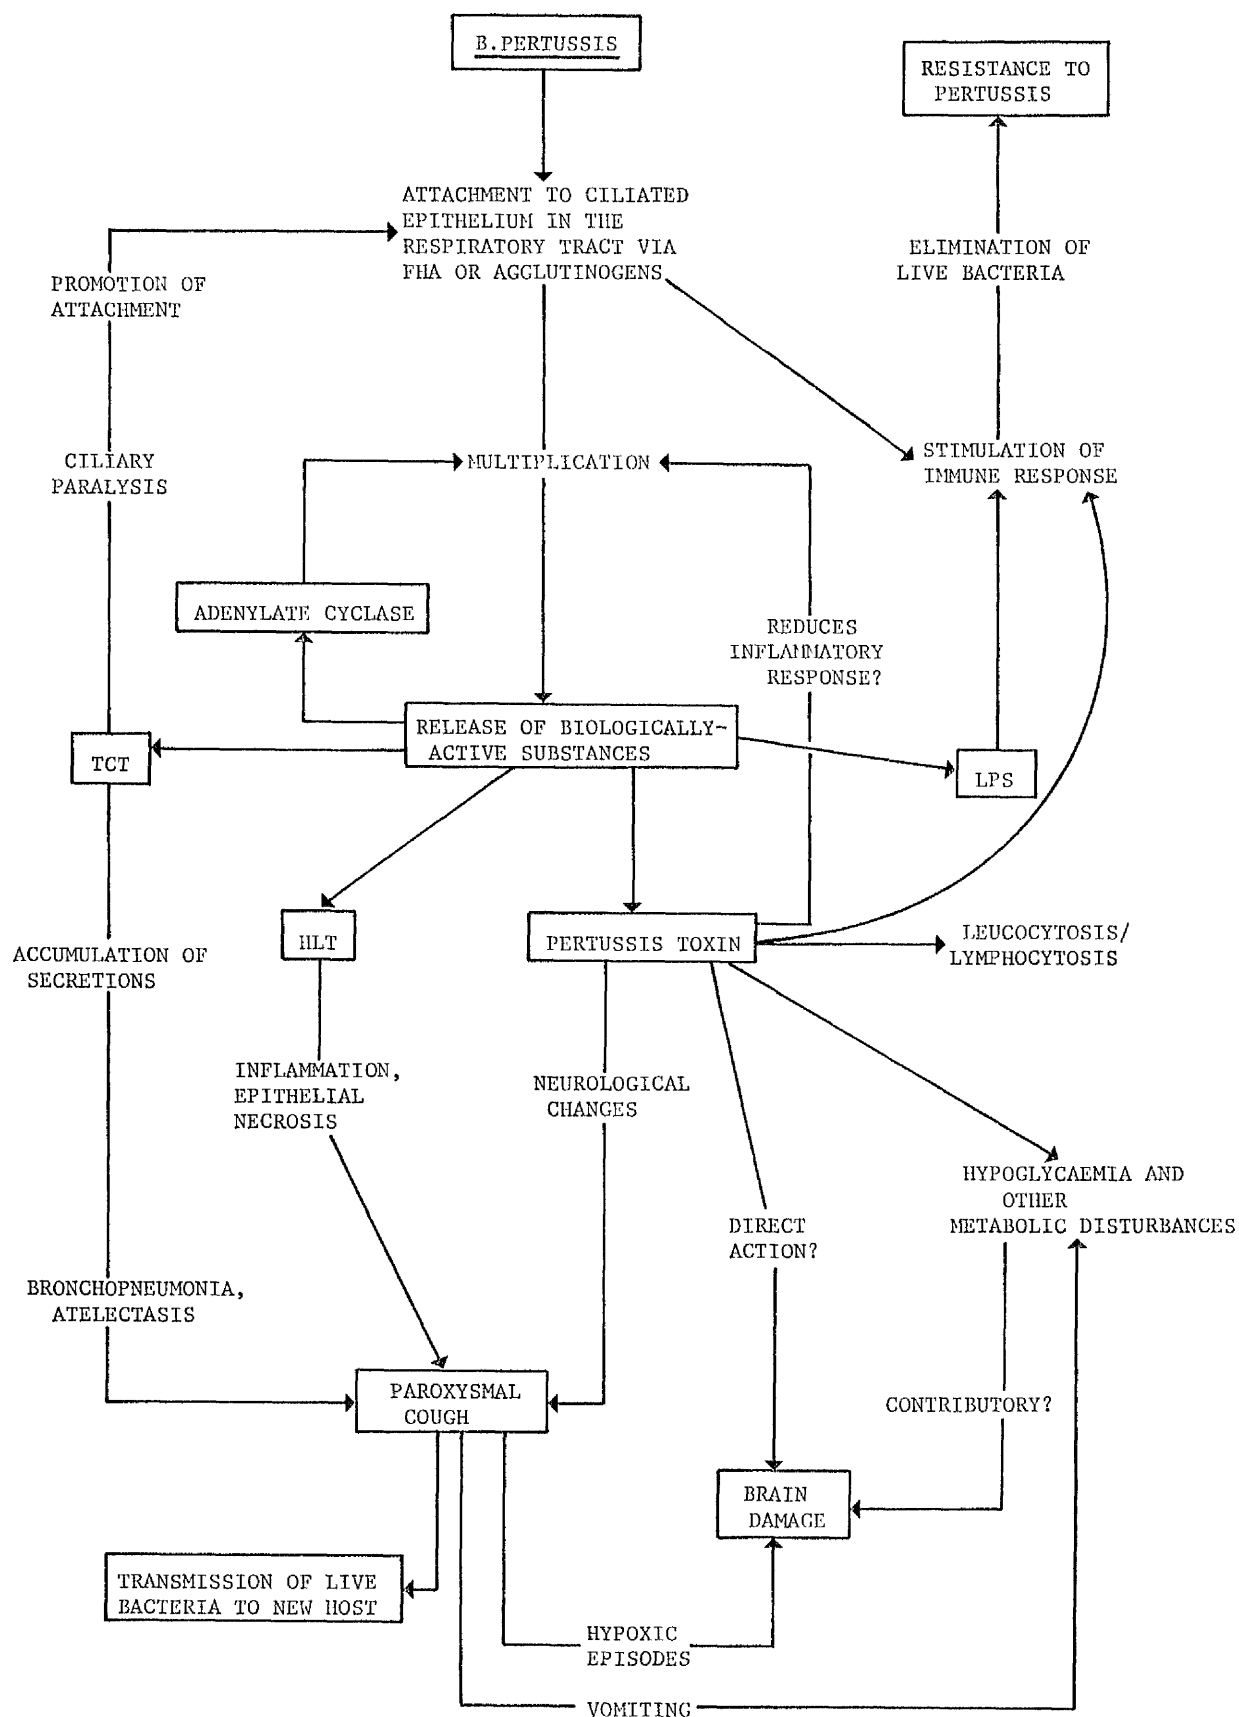 B.PERTUSSIS
RESISTANCE TO
PERTUSSIS
ATTACHMENT TO CILIATED
EPITHELIUM IN THE
RESPIRATORY TRACT VIA
FHA OR AGGLUTINOGENS
ELIMINATION OF
LIVE BACTERIA
PROMOTION OF
ATTACHMENT
CILIARY
PARALYSIS
MULTIPLICATION
STIMULATION OF
IMMUNE RESPONSE
ADENYLATE CYCLASE
REDUCES
INFLAMMATORY
RESPONSE?
RELEASE OF BIOLOGICALLY-
ACTIVE SUBSTANCES
TCT
LPS
HLT
PERTUSSIS TOXIN
LEUCOCYTOSIS/
LYMPHOCYTOSIS
ACCUMULATION OF
SECRETIONS
INFLAMMATION,
EPITHELIAL
NECROSIS
NEUROLOGICAL
CHANGES
HYPOGLYCAEMIA AND
OTHER
METABOLIC DISTURBANCES
DIRECT
ACTION?
BRONCHOPNEUMONIA,
ATELECTASIS
PAROXYSMAL
COUGH
CONTRIBUTORY?
BRAIN
DAMAGE
TRANSMISSION OF LIVE
BACTERIA TO NEW HOST
HYPOXIC
EPISODES
VOMITING